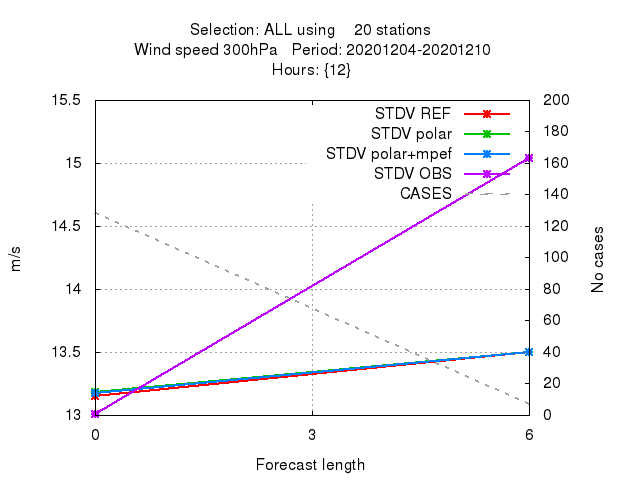 Selection: ALL using 20 stations
Wind speed 300hPa Period: 20201204-20201210
Hours: {12}
15.5
15
14.5
14
13.5
13
m/s
STDV REF
STDV polar
STDV polar+mpef
STDV OBS
CASES
200
180
160
140
120
100
80
60
40
20
0
No cases
0 3 6
Forecast length